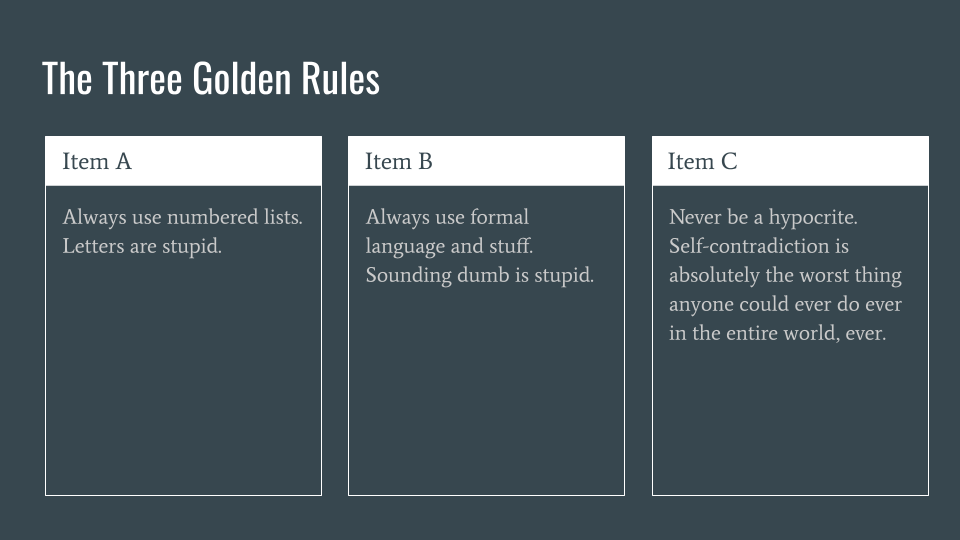 The Three Golden Rules
Item A
Always use numbered lists.
Letters are stupid.
Item B
Always use formal
language and stuff.
Sounding dumb is stupid.
Item C
Never be a hypocrite.
Self-contradiction is
absolutely the worst thing
anyone could ever do ever
in the entire world, ever.